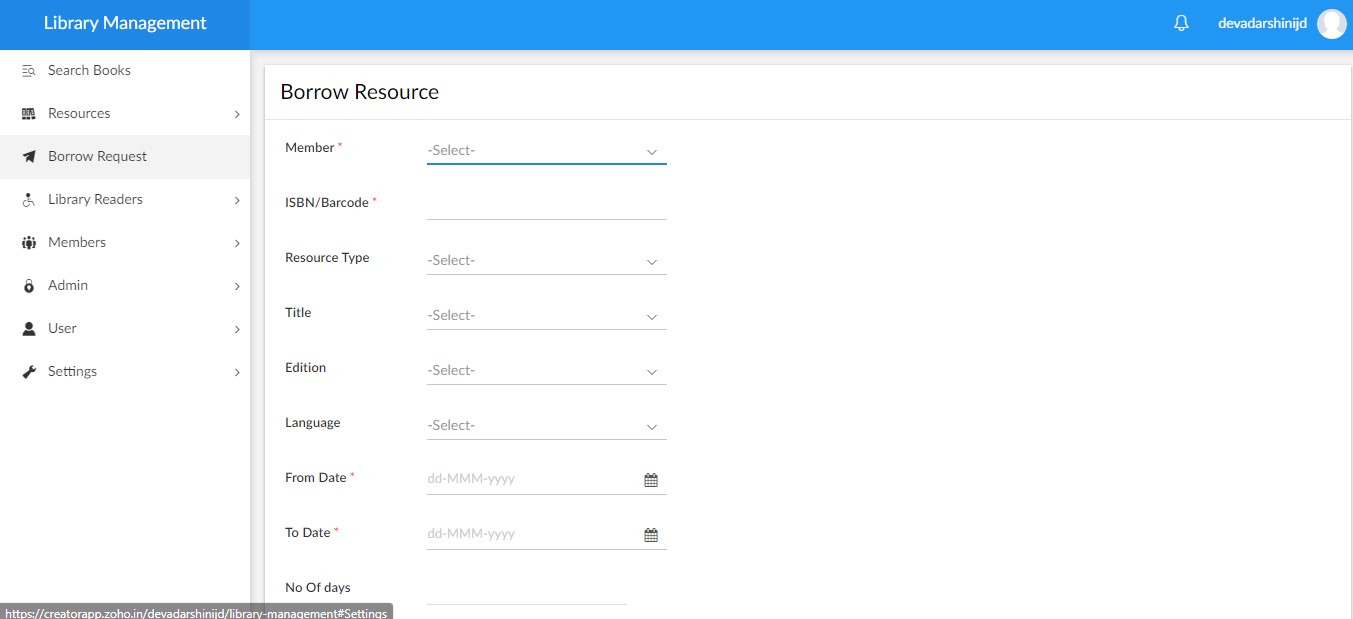 Library Management
devadarshinijd
Search Books
Resources
Borrow Request
Library Readers
Members
Admin
User
Settings
Borrow Resource
Member *
-Select-
ISBN/Barcode *
Resource Type
-Select-
Title
-Select-
Edition
-Select-
Language
-Select-
From Date *
dd-MMM-yyyy
To Date *
dd-MMM-yyyy
No Of days
https://creatorapp.zoho.in/devadarshinijd/library-management#Settings